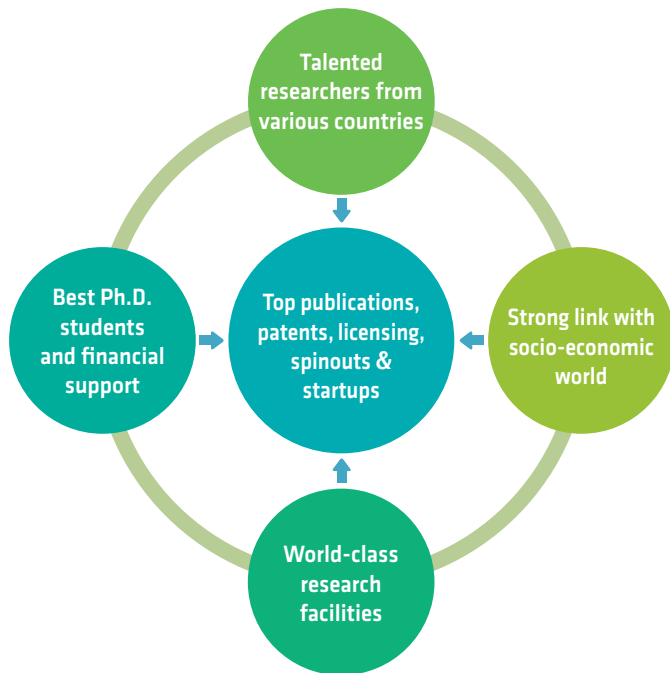 Talented
researchers from
various countries
Best Ph.D.
students
and financial
support
Top publications,
patents, licensing,
spinouts &
startups
Strong link with
socio-economic
world
World-class
research
facilities